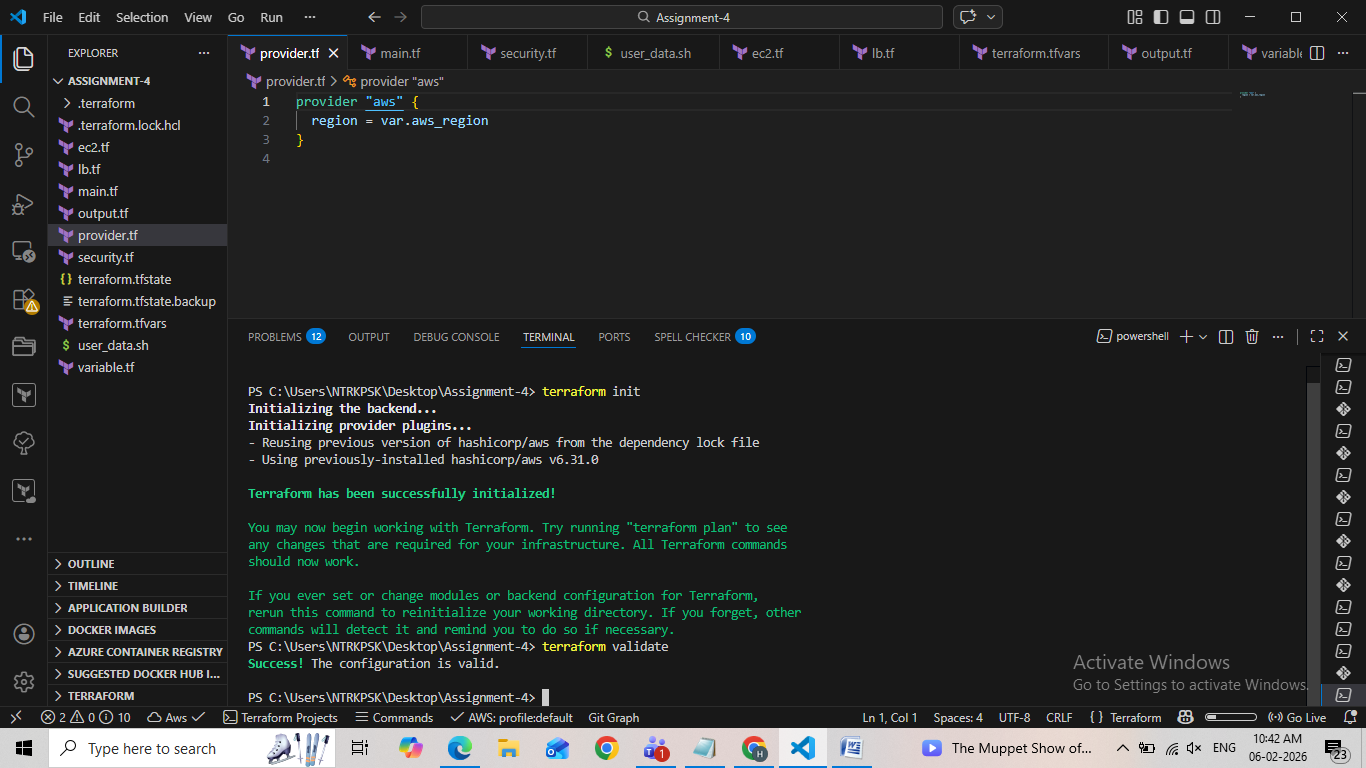 File Edit Selection View Go Run ··· Assignment-4
EXPLORER ···
ASSIGNMENT-4
.terraform
.terraform.lock.hcl
ec2.tf
lb.tf
main.tf
output.tf
provider.tf
security.tf
terraform.tfstate
terraform.tfstate.backup
terraform.tfvars
user_data.sh
variable.tf
OUTLINE
TIMELINE
APPLICATION BUILDER
DOCKER IMAGES
AZURE CONTAINER REGISTRY
SUGGESTED DOCKER HUB I...
TERRAFORM
provider.tf main.tf security.tf user_data.sh ec2.tf lb.tf terraform.tfvars output.tf variabl
provider.tf > provider "aws"
1 provider "aws" {
2 region = var.aws_region
3 }
4
PROBLEMS 12 OUTPUT DEBUG CONSOLE TERMINAL PORTS SPELL CHECKER 10 powershell
PS C:\Users\NTRKPSK\Desktop\Assignment-4> terraform init
Initializing the backend...
Initializing provider plugins...
- Reusing previous version of hashicorp/aws from the dependency lock file
- Using previously-installed hashicorp/aws v6.31.0
Terraform has been successfully initialized!
You may now begin working with Terraform. Try running "terraform plan" to see
any changes that are required for your infrastructure. All Terraform commands
should now work.
If you ever set or change modules or backend configuration for Terraform,
rerun this command to reinitialize your working directory. If you forget, other
commands will detect it and remind you to do so if necessary.
PS C:\Users\NTRKPSK\Desktop\Assignment-4> terraform validate
Success! The configuration is valid.
PS C:\Users\NTRKPSK\Desktop\Assignment-4>
Activate Windows
Go to Settings to activate Windows.
2 0 10 Aws Terraform Projects Commands AWS: profile:default Git Graph Ln 1, Col 1 Spaces: 4 UTF-8 CRLF { } Terraform Go Live
Type here to search 1 The Muppet Show of... ENG 10:42 AM
06-02-2026 23